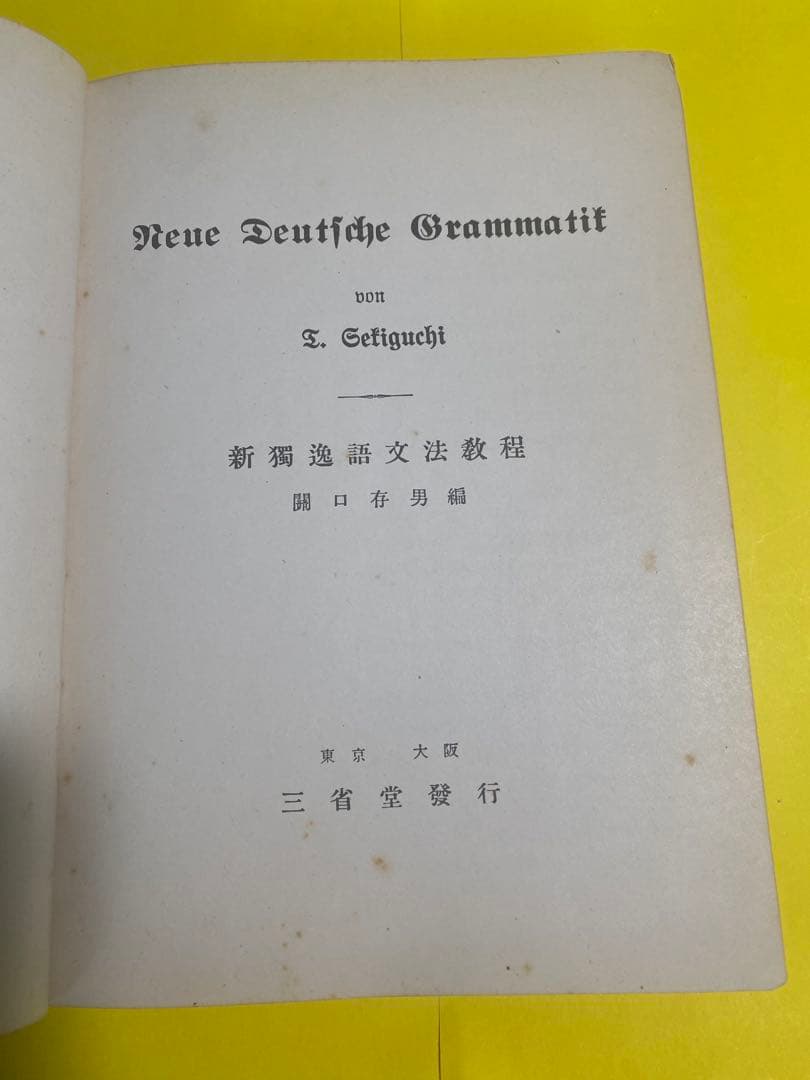 Neue Deutſche Grammatik
von
T. Sekiguchi
新獨逸語文法教程
關口存男編
東京 大阪
三省堂發行